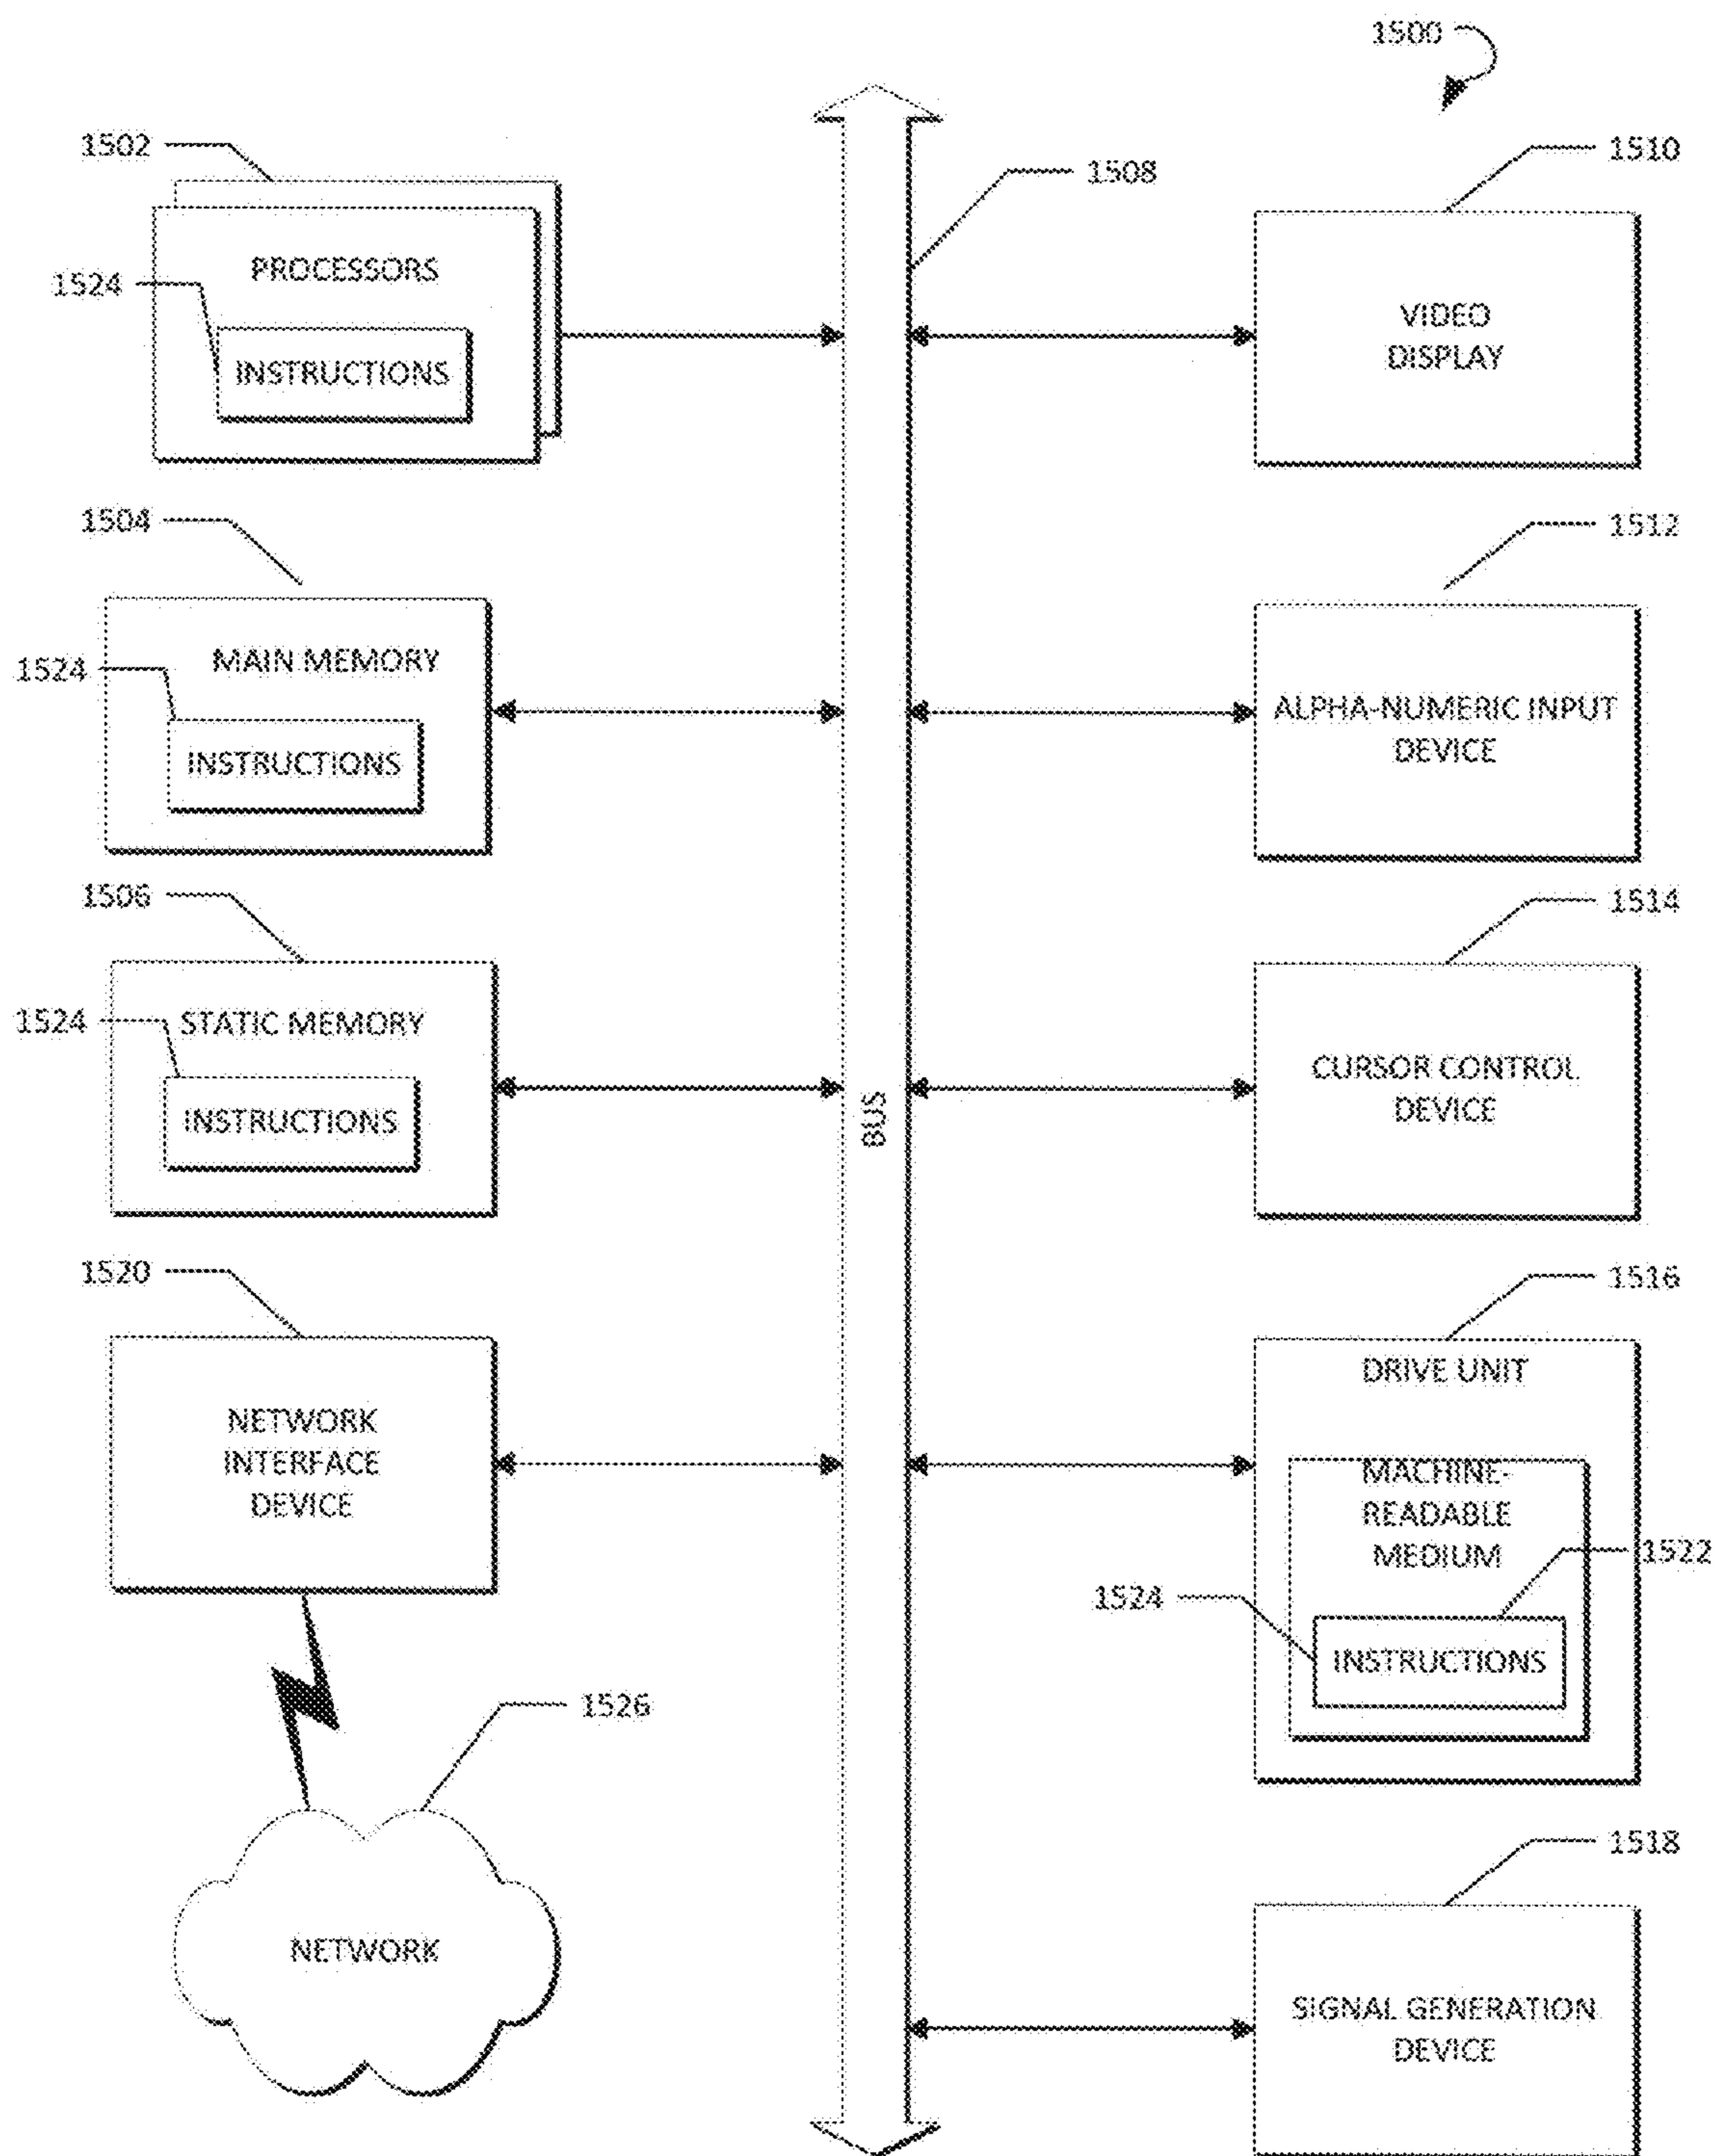 1500
1502
PROCESSORS
1524
INSTRUCTIONS
1508
1510
VIDEO
DISPLAY
1504
MAIN MEMORY
1524
INSTRUCTIONS
1512
ALPHA-NUMERIC INPUT
DEVICE
1506
STATIC MEMORY
1524
INSTRUCTIONS
BUS
1514
CURSOR CONTROL
DEVICE
1520
NETWORK
INTERFACE
DEVICE
1516
DRIVE UNIT
MACHINE-
READABLE
MEDIUM
1522
1524
INSTRUCTIONS
1526
NETWORK
1518
SIGNAL GENERATION
DEVICE